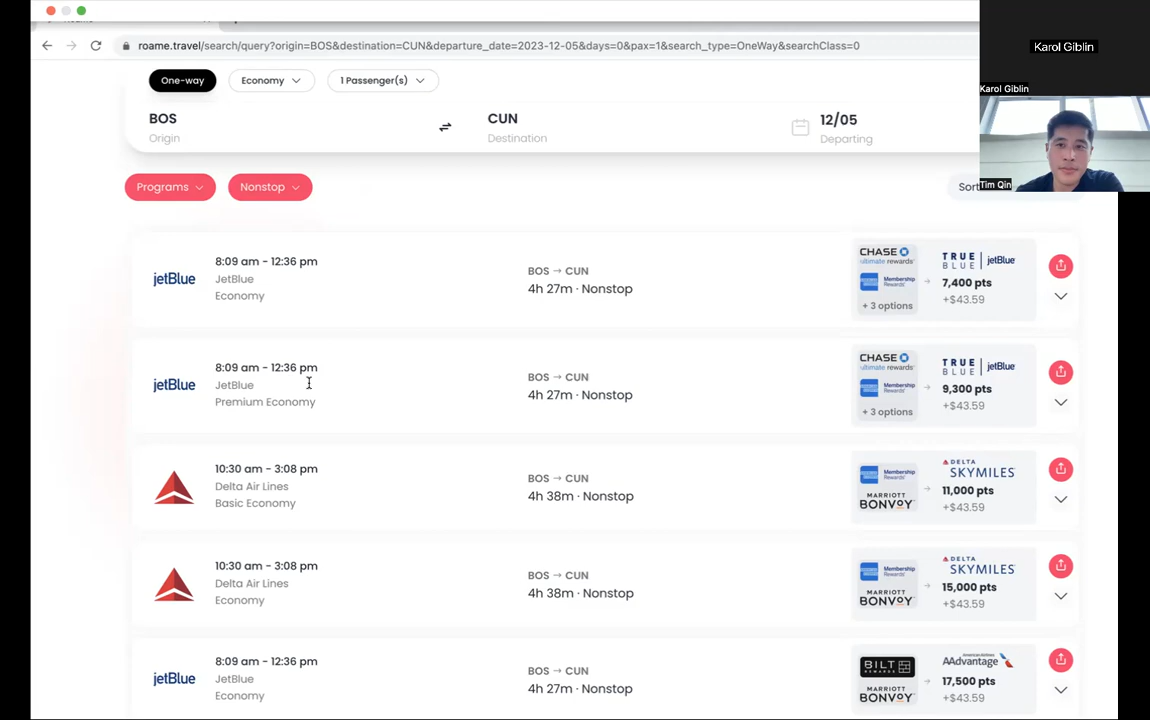 roame.travel/search/query?origin=BOS&destination=CUN&departure_date=2023-12-05&days=0&pax=1&search_type=OneWay&searchClass=0
Karol Giblin
Karol Giblin
Tim Qin
One-way
Economy
1 Passenger(s)
BOS
Origin
CUN
Destination
12/05
Departing
Programs
Nonstop
Sort
jetBlue
8:09 am - 12:36 pm
JetBlue
Economy
BOS → CUN
4h 27m · Nonstop
CHASE
ultimate rewards
Membership
Rewards
+ 3 options
TRUE
BLUE
jetBlue
7,400 pts
+$43.59
jetBlue
8:09 am - 12:36 pm
JetBlue
Premium Economy
BOS → CUN
4h 27m · Nonstop
CHASE
ultimate rewards
Membership
Rewards
+ 3 options
TRUE
BLUE
jetBlue
9,300 pts
+$43.59
10:30 am - 3:08 pm
Delta Air Lines
Basic Economy
BOS → CUN
4h 38m · Nonstop
Membership
Rewards
MARRIOTT
BONVOY
DELTA
SKYMILES
11,000 pts
+$43.59
10:30 am - 3:08 pm
Delta Air Lines
Economy
BOS → CUN
4h 38m · Nonstop
Membership
Rewards
MARRIOTT
BONVOY
DELTA
SKYMILES
15,000 pts
+$43.59
jetBlue
8:09 am - 12:36 pm
JetBlue
Economy
BOS → CUN
4h 27m · Nonstop
BILT
REWARDS
MARRIOTT
BONVOY
American Airlines
AAdvantage
17,500 pts
+$43.59